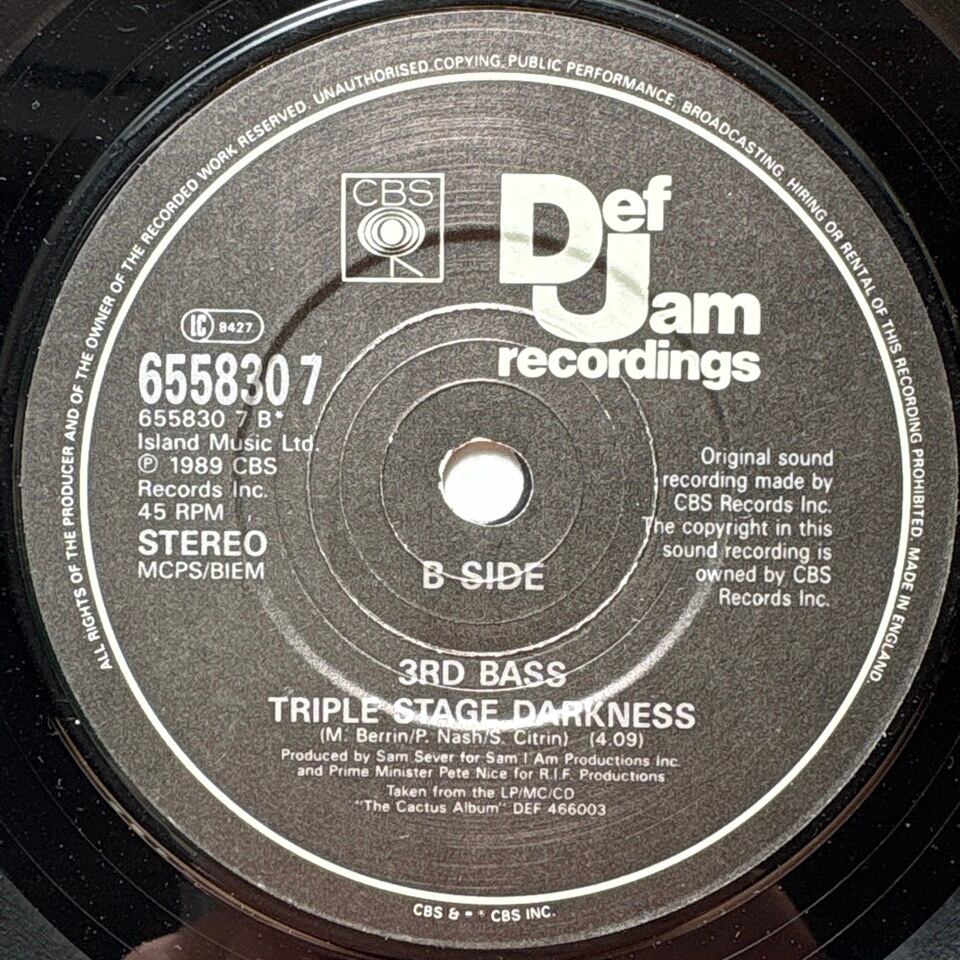 ALL RIGHTS OF THE PRODUCER AND OF THE OWNER OF THE RECORDED WORK RESERVED. UNAUTHORISED COPYING, PUBLIC PERFORMANCE, BROADCASTING, HIRING OR RENTAL OF THIS RECORDING PROHIBITED. MADE IN ENGLAND.
CBS
Def
Jam
recordings
LC 8427
655830 7
655830 7 B*
Island Music Ltd.
℗ 1989 CBS
Records Inc.
45 RPM
STEREO
MCPS/BIEM
Original sound
recording made by
CBS Records Inc.
The copyright in this
sound recording is
owned by CBS
Records Inc.
B SIDE
3RD BASS
TRIPLE STAGE DARKNESS
(M. Berrin/P. Nash/S. Citrin) (4.09)
Produced by Sam Sever for Sam I Am Productions Inc.
and Prime Minister Pete Nice for R.I.F. Productions
Taken from the LP/MC/CD
"The Cactus Album" DEF 466003
CBS & CBS INC.